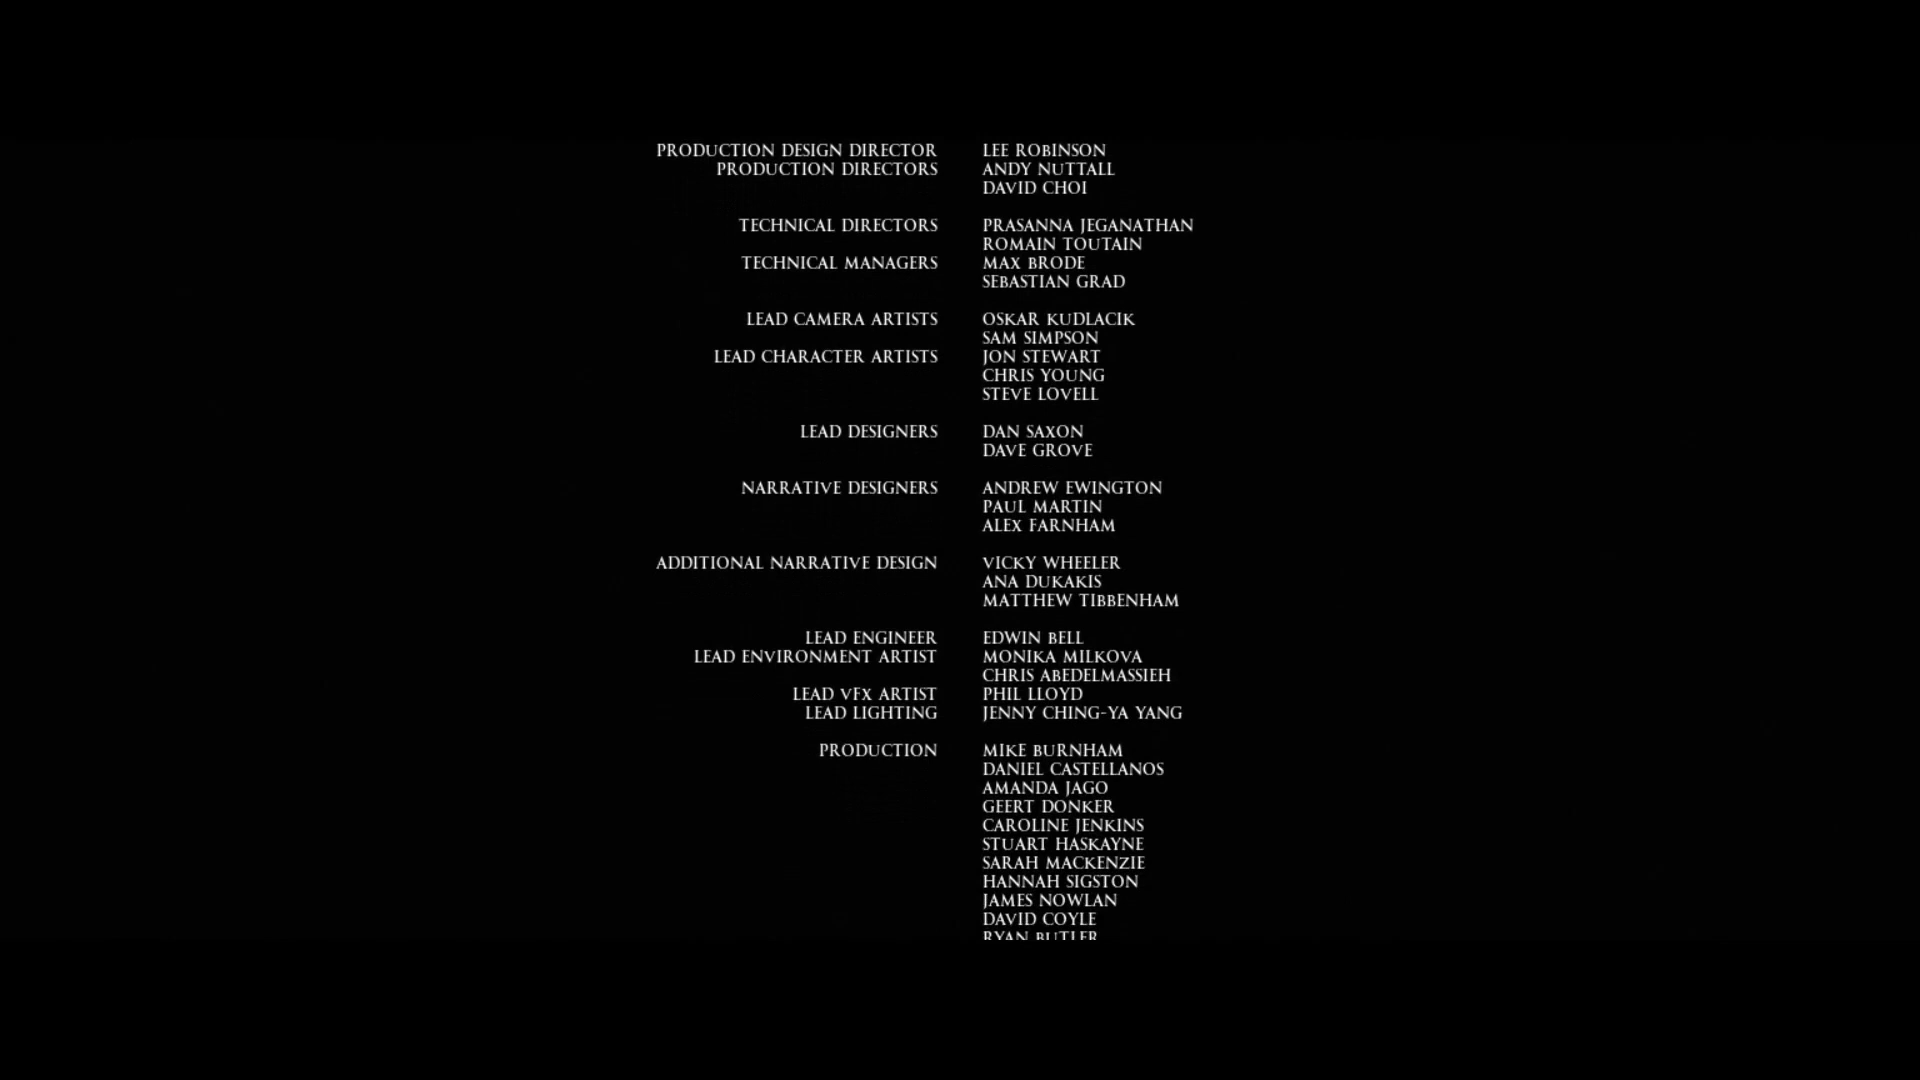 PRODUCTION DESIGN DIRECTOR LEE ROBINSON
PRODUCTION DIRECTORS ANDY NUTTALL
DAVID CHOI
TECHNICAL DIRECTORS PRASANNA JEGANATHAN
ROMAIN TOUTAIN
TECHNICAL MANAGERS MAX BRODE
SEBASTIAN GRAD
LEAD CAMERA ARTISTS OSKAR KUDLACIK
SAM SIMPSON
LEAD CHARACTER ARTISTS JON STEWART
CHRIS YOUNG
STEVE LOVELL
LEAD DESIGNERS DAN SAXON
DAVE GROVE
NARRATIVE DESIGNERS ANDREW EWINGTON
PAUL MARTIN
ALEX FARNHAM
ADDITIONAL NARRATIVE DESIGN VICKY WHEELER
ANA DUKAKIS
MATTHEW TIBBENHAM
LEAD ENGINEER EDWIN BELL
LEAD ENVIRONMENT ARTIST MONIKA MILKOVA
CHRIS ABEDELMASSIEH
LEAD VFX ARTIST PHIL LLOYD
LEAD LIGHTING JENNY CHING-YA YANG
PRODUCTION MIKE BURNHAM
DANIEL CASTELLANOS
AMANDA JAGO
GEERT DONKER
CAROLINE JENKINS
STUART HASKAYNE
SARAH MACKENZIE
HANNAH SIGSTON
JAMES NOWLAN
DAVID COYLE
RYAN BUTLER